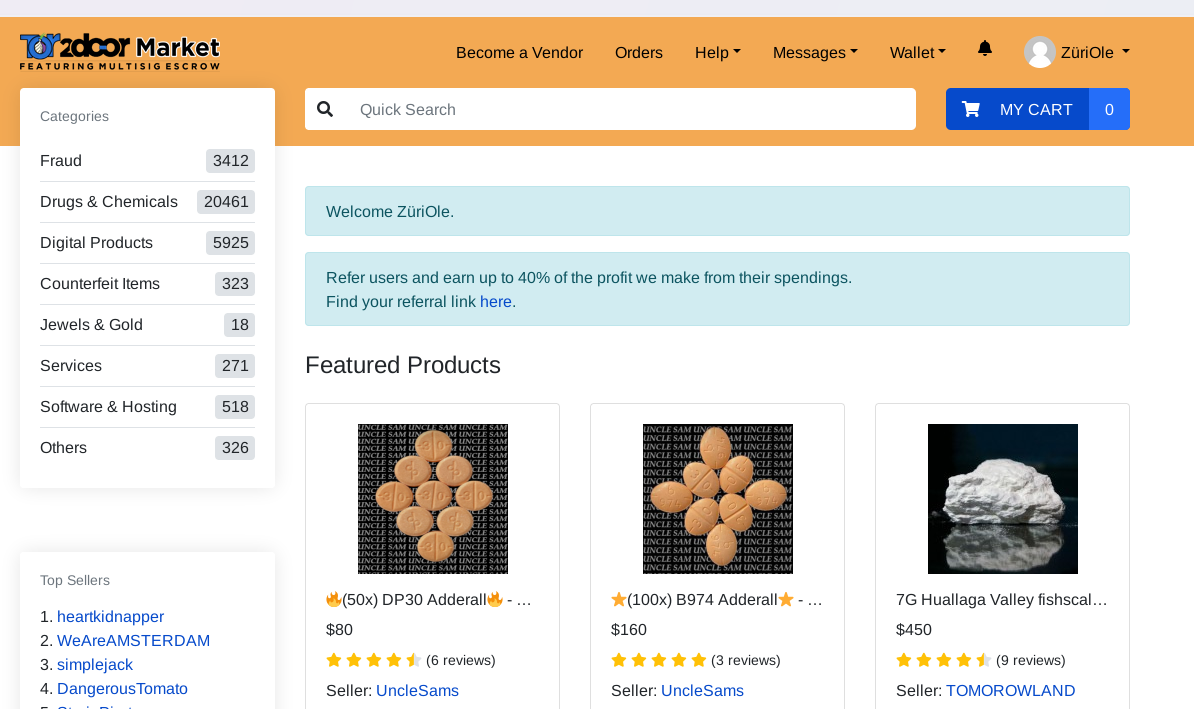 Tor2door Market
FEATURING MULTISIG ESCROW
Become a Vendor
Orders
Help
Messages
Wallet
ZüriOle
Quick Search
MY CART
0
Categories
Fraud 3412
Drugs & Chemicals 20461
Digital Products 5925
Counterfeit Items 323
Jewels & Gold 18
Services 271
Software & Hosting 518
Others 326
Top Sellers
1. heartkidnapper
2. WeAreAMSTERDAM
3. simplejack
4. DangerousTomato
Welcome ZüriOle.
Refer users and earn up to 40% of the profit we make from their spendings.
Find your referral link here.
Featured Products
UNCLE SAM UNCLE SAM UNCLE SAM
🔥(50x) DP30 Adderall🔥 - …
$80
(6 reviews)
Seller: UncleSams
UNCLE SAM UNCLE SAM UNCLE SAM
⭐(100x) B974 Adderall⭐ - …
$160
(3 reviews)
Seller: UncleSams
7G Huallaga Valley fishscal…
$450
(9 reviews)
Seller: TOMOROWLAND